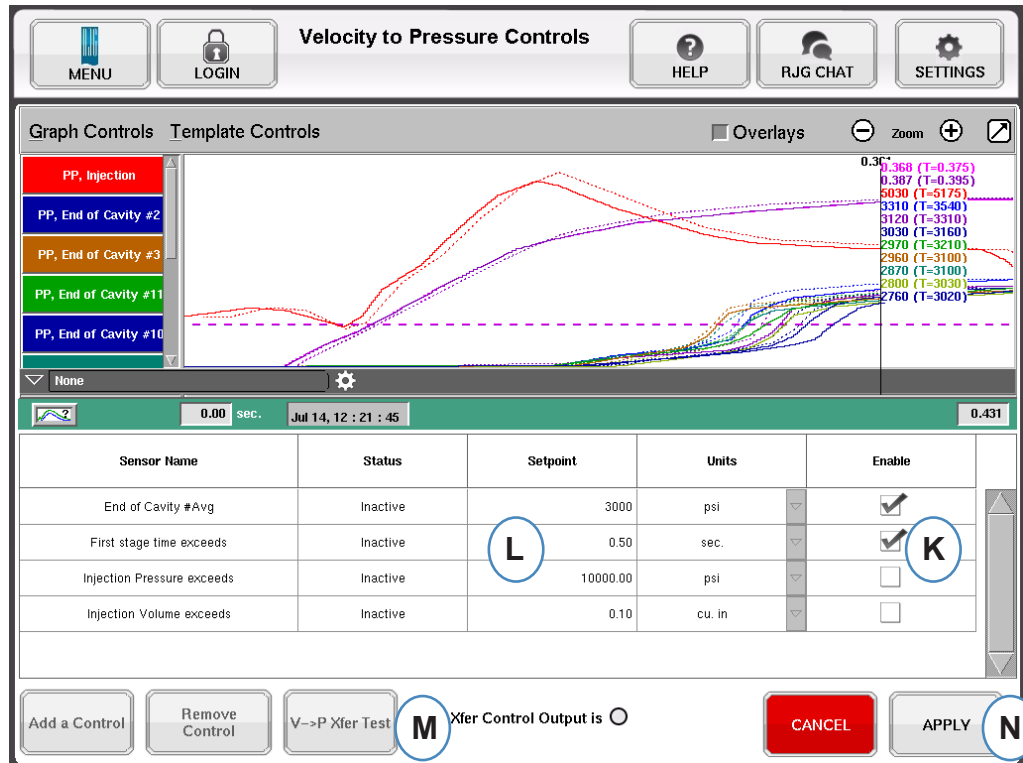 Velocity to Pressure Controls
RJG
MENU
LOGIN
HELP
RJG CHAT
SETTINGS
Graph Controls Template Controls
Overlays
Zoom
PP, Injection
PP, End of Cavity #2
PP, End of Cavity #3
PP, End of Cavity #11
PP, End of Cavity #10
0.368 (T=0.375)
0.387 (T=0.395)
5030 (T=5175)
3310 (T=3540)
3120 (T=3310)
3030 (T=3160)
2970 (T=3210)
2960 (T=3100)
2870 (T=3100)
2800 (T=3030)
2760 (T=3020)
None
0.00 sec.
Jul 14, 12 : 21 : 45
0.431
Sensor Name Status Setpoint Units Enable
End of Cavity #Avg Inactive 3000 psi
First stage time exceeds Inactive 0.50 sec.
L
K
Injection Pressure exceeds Inactive 10000.00 psi
Injection Volume exceeds Inactive 0.10 cu. in
Add a Control
Remove
Control
V->P Xfer Test
M
Xfer Control Output is
CANCEL
APPLY
N